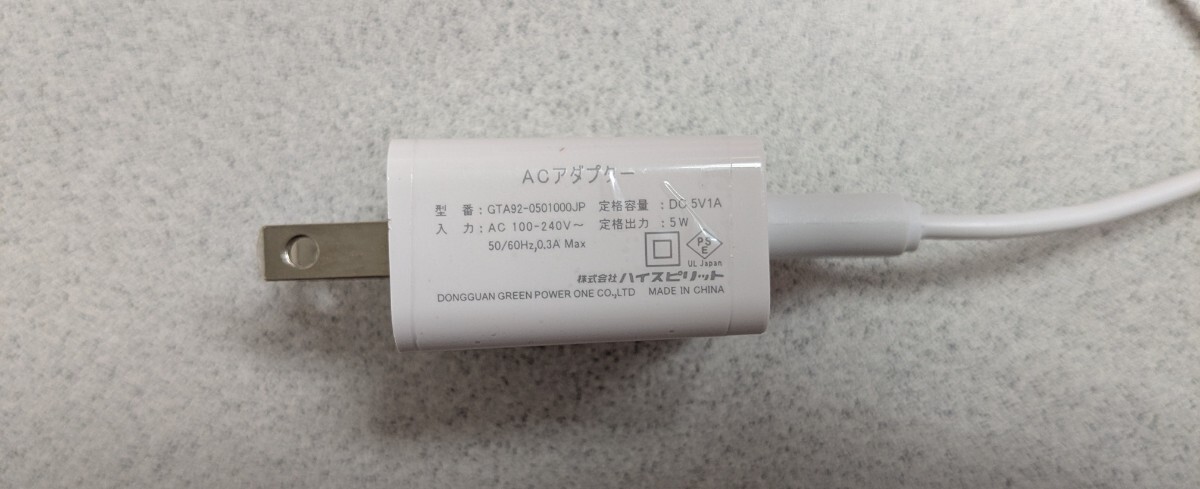 ACアダプター
型 番：GTA92-0501000JP 定格容量 ：DC 5V1A
入 力：AC 100-240V～ 定格出力 ：5W
50/60Hz,0.3A Max
PSE
UL Japan
株式会社ハイスピリット
DONGGUAN GREEN POWER ONE CO.,LTD MADE IN CHINA